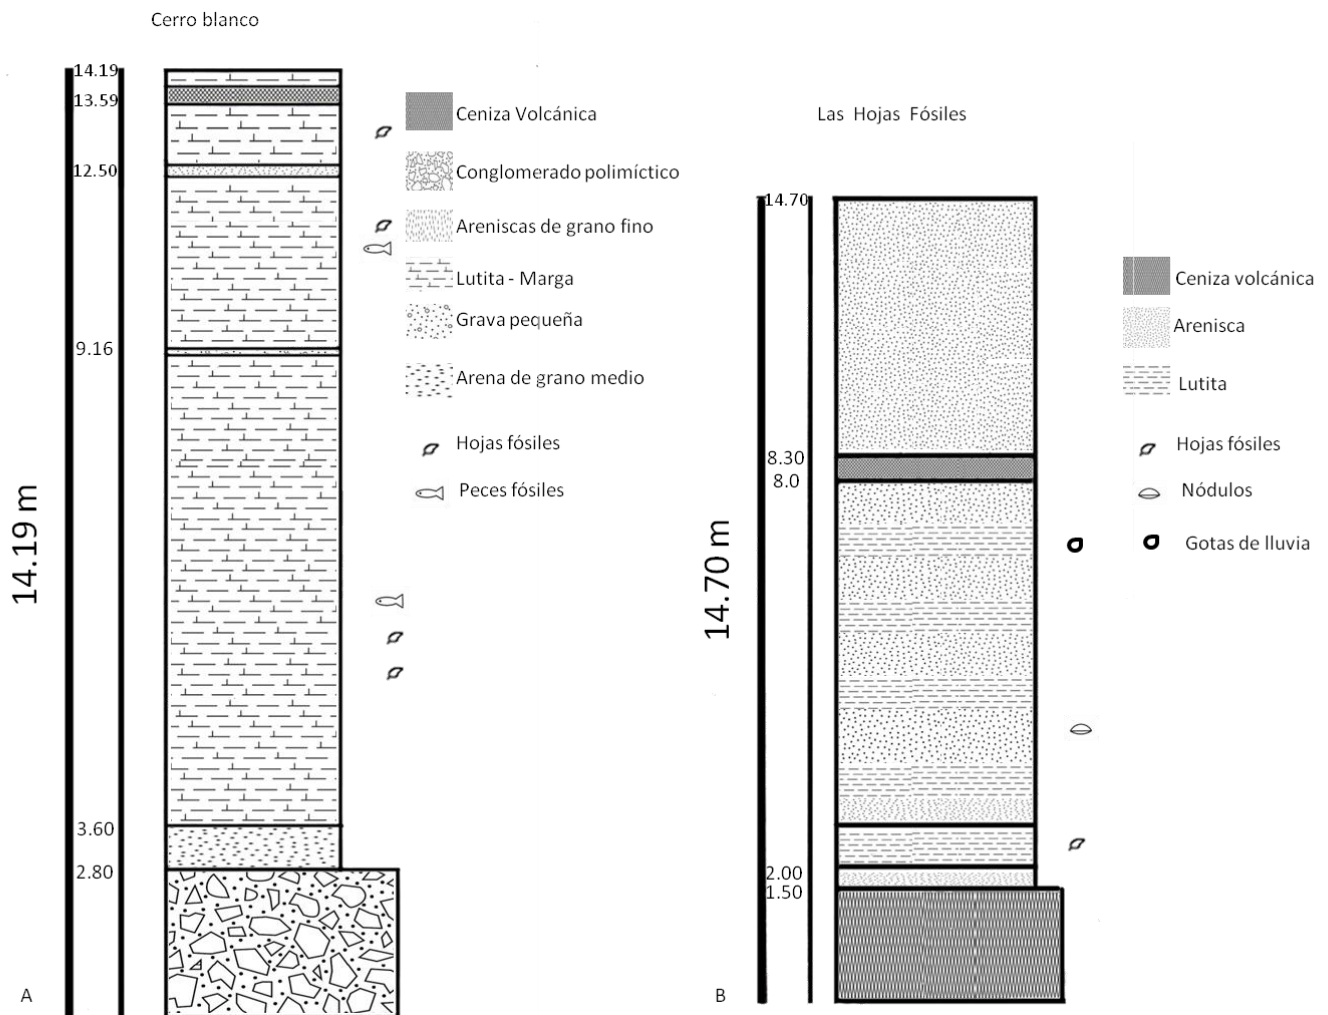 Cerro blanco
14.19
13.59
12.50
9.16
3.60
2.80
14.19 m
A
Ceniza Volcánica
Conglomerado polimíctico
Areniscas de grano fino
Lutita - Marga
Grava pequeña
Arena de grano medio
Hojas fósiles
Peces fósiles
Las Hojas Fósiles
14.70
8.30
8.0
2.00
1.50
14.70 m
B
Ceniza volcánica
Arenisca
Lutita
Hojas fósiles
Nódulos
Gotas de lluvia